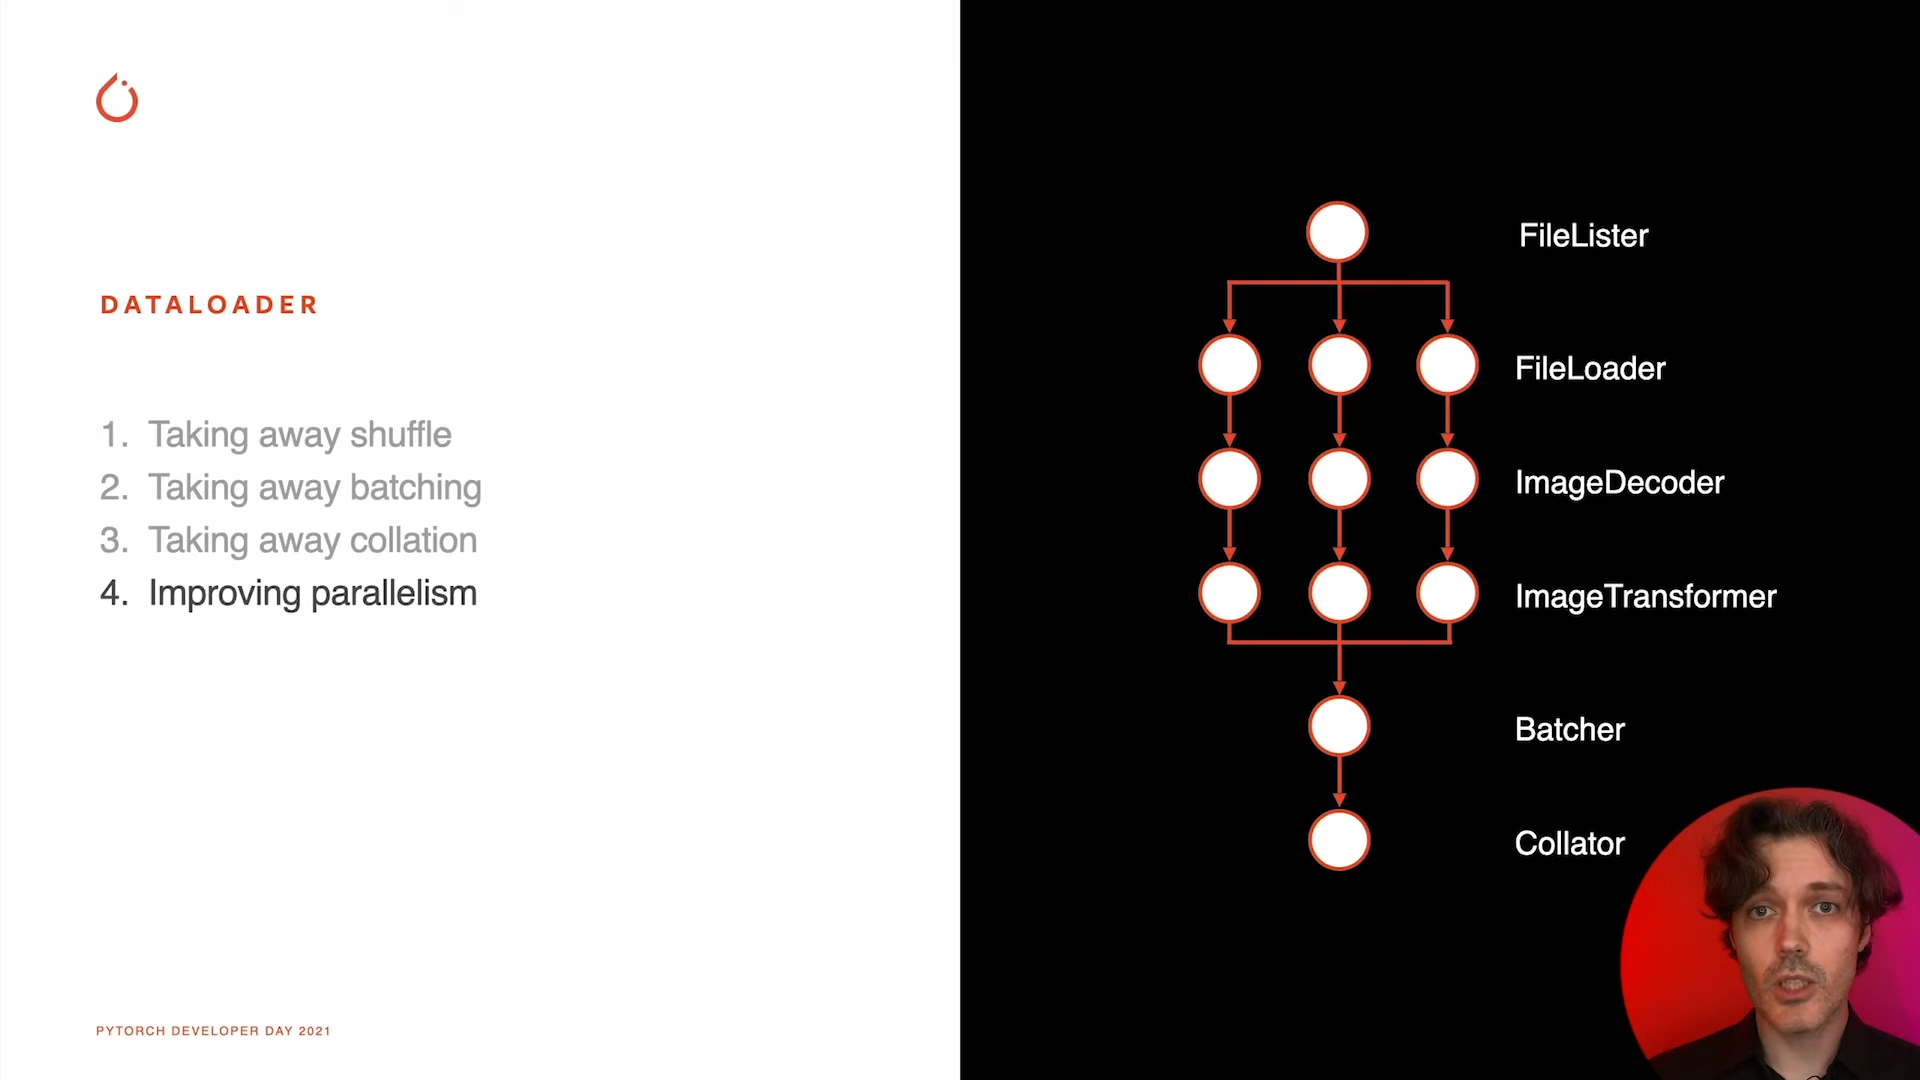 DATALOADER
1. Taking away shuffle
2. Taking away batching
3. Taking away collation
4. Improving parallelism
PYTORCH DEVELOPER DAY 2021
FileLister
FileLoader
ImageDecoder
ImageTransformer
Batcher
Collator